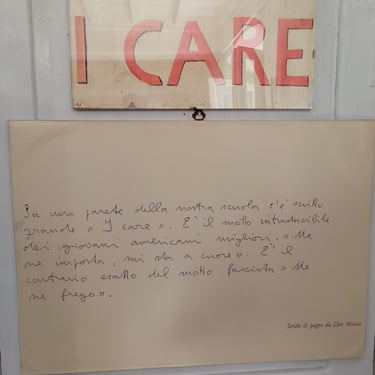 I CARE
In una parete della nostra scuola c'è scritto
grande « I care ». È il motto intraducibile
dei giovani americani migliori. « Me
ne importa, mi sta a cuore ». È il
contrario esatto del motto fascista « Me
ne frego ».
Scritto di pugno da Don Milani